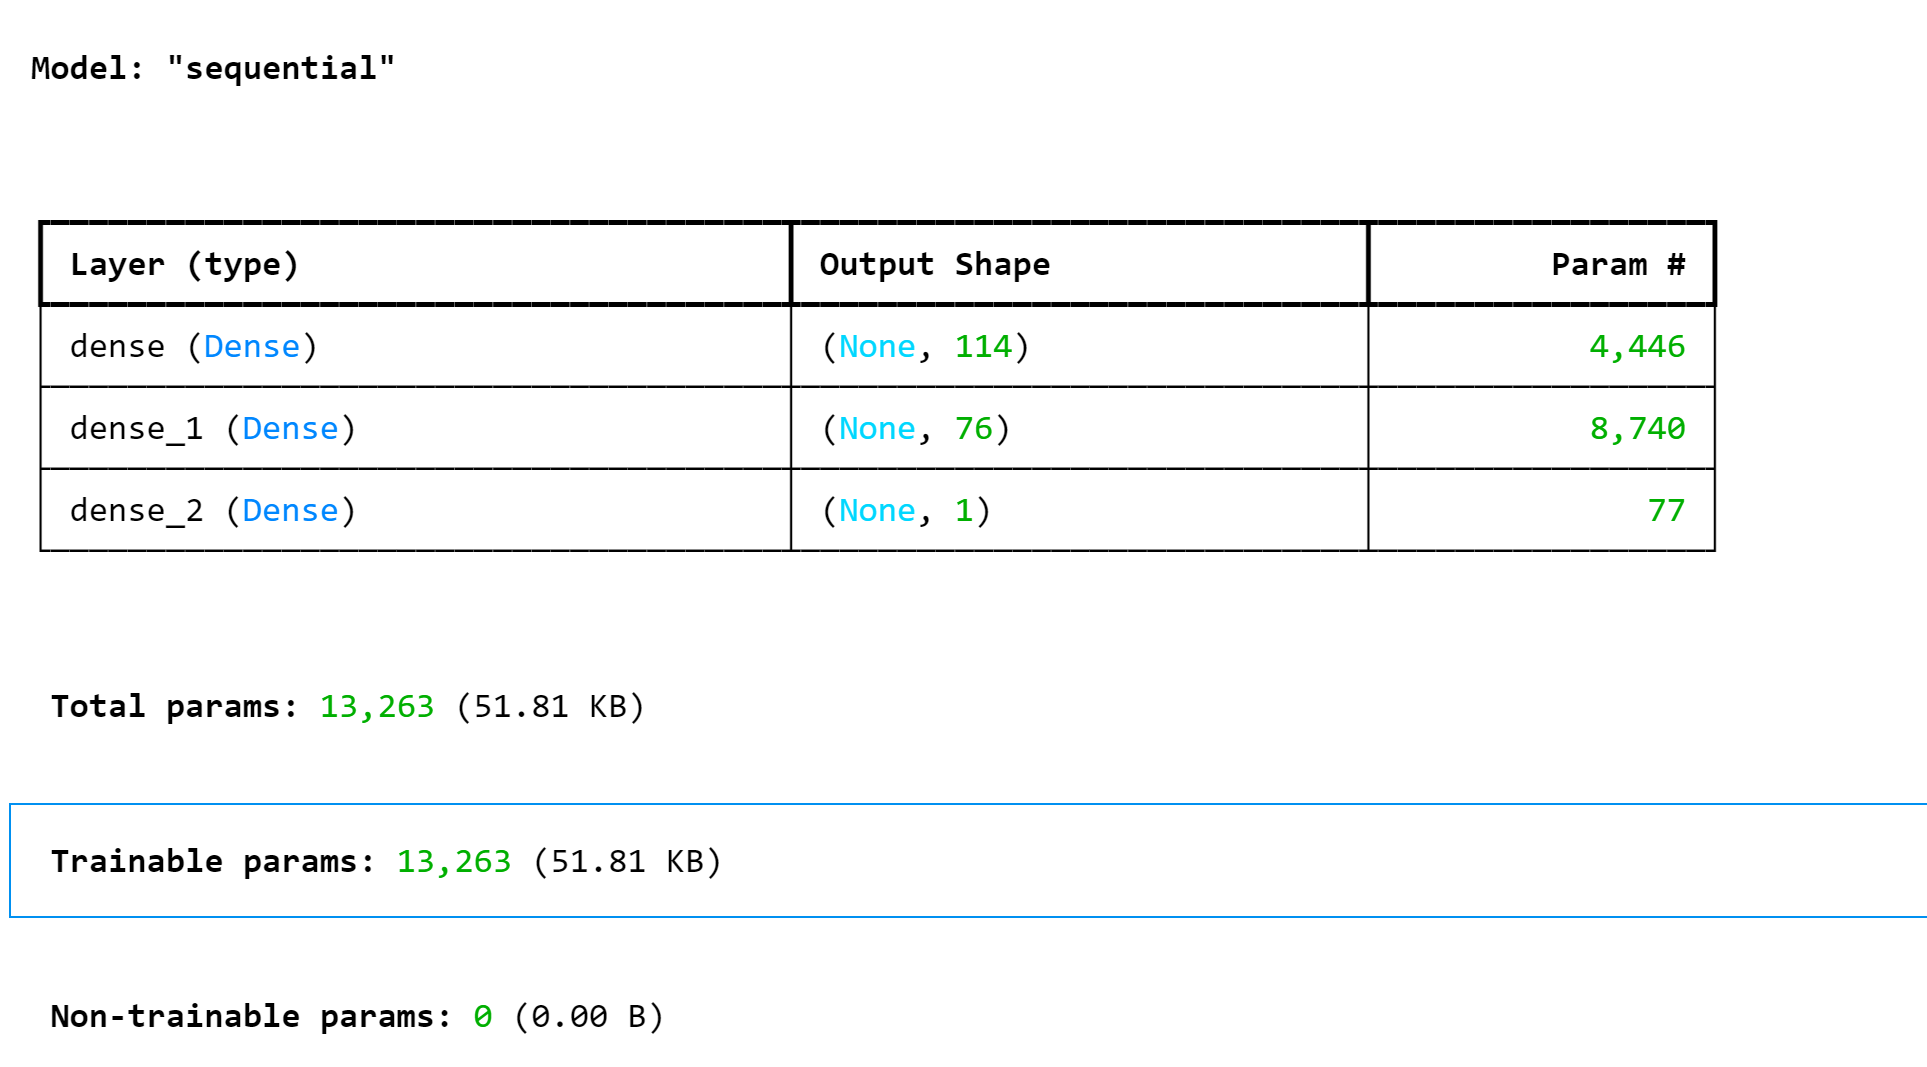 Model: "sequential"
Layer (type) Output Shape Param #
dense (Dense) (None, 114) 4,446
dense_1 (Dense) (None, 76) 8,740
dense_2 (Dense) (None, 1) 77
Total params: 13,263 (51.81 KB)
Trainable params: 13,263 (51.81 KB)
Non-trainable params: 0 (0.00 B)